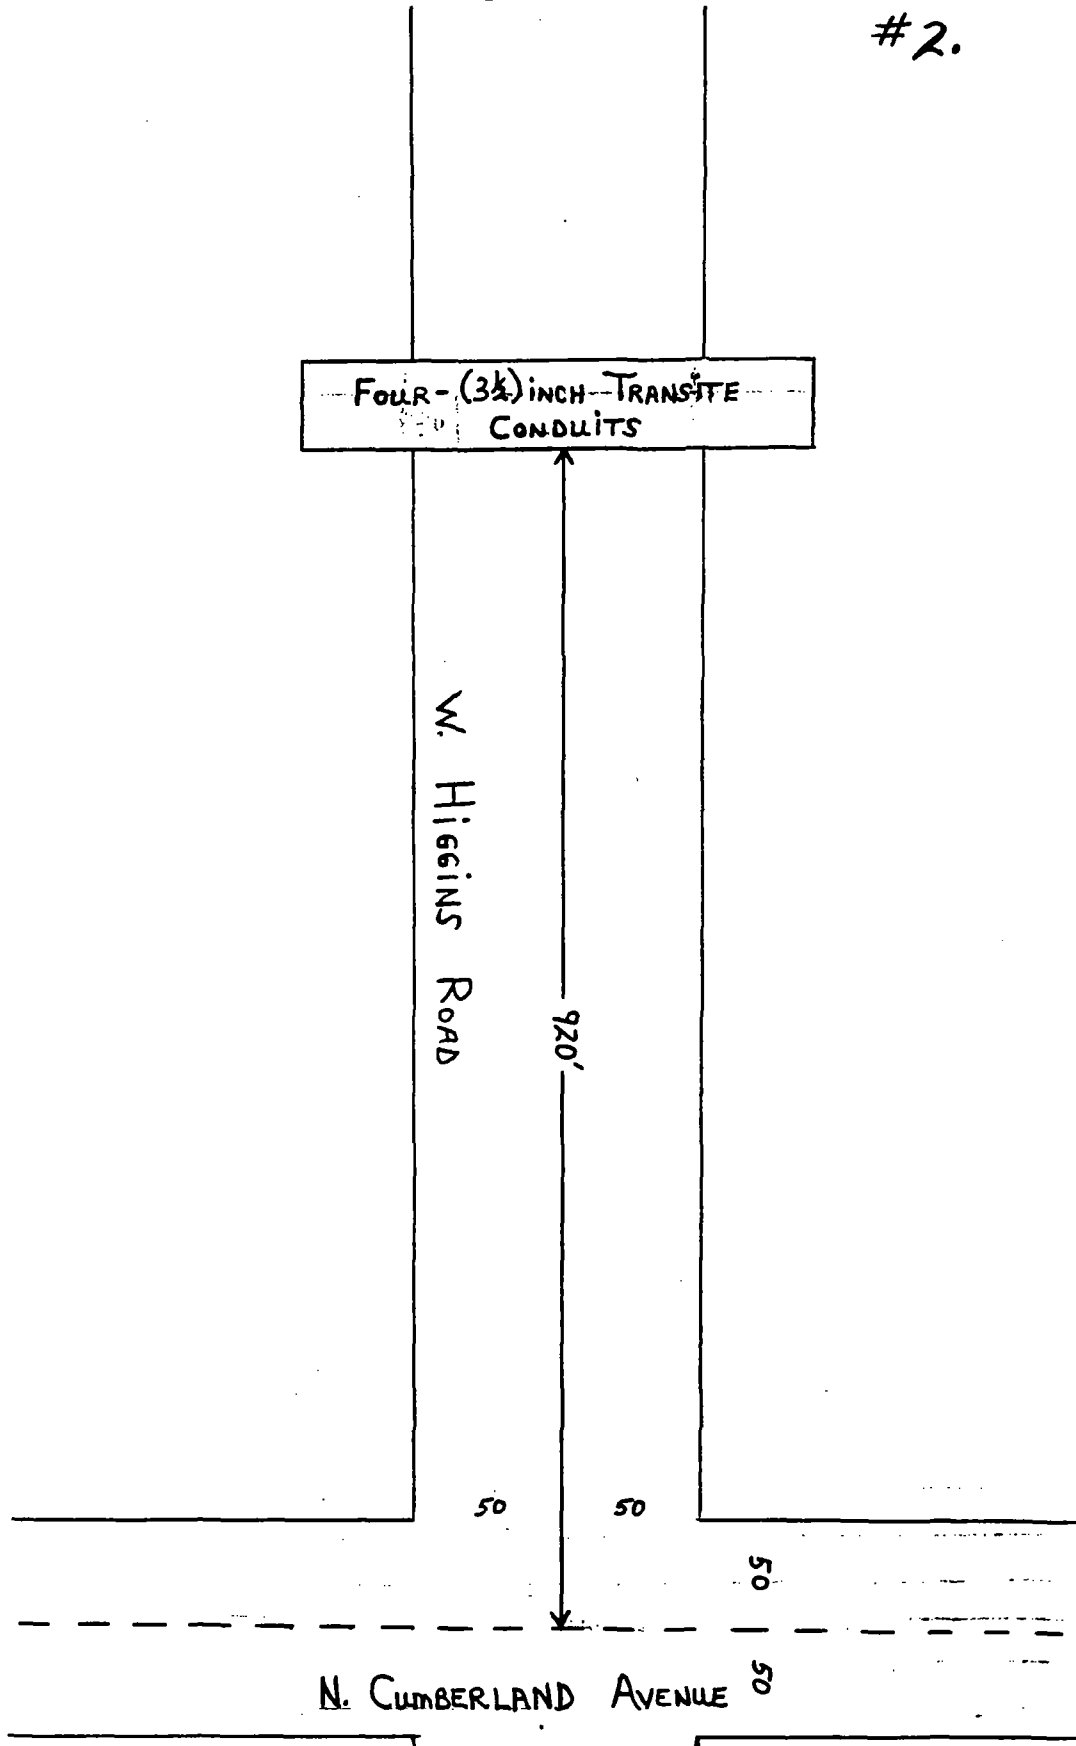 #2.
FOUR-(3½) INCH-TRANSITE
CONDUITS
W. HIGGINS ROAD
920'
50 50
50
50
N. CUMBERLAND AVENUE